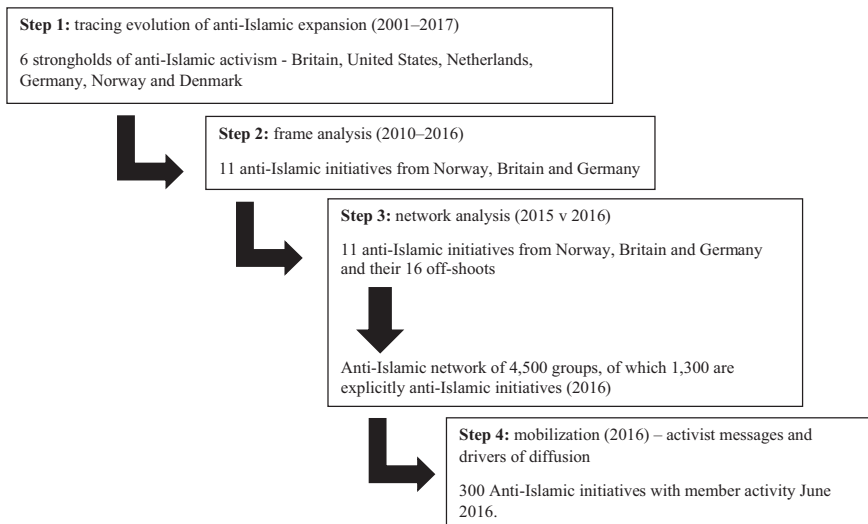 Step 1: tracing evolution of anti-Islamic expansion (2001–2017)
6 strongholds of anti-Islamic activism - Britain, United States, Netherlands,
Germany, Norway and Denmark
Step 2: frame analysis (2010–2016)
11 anti-Islamic initiatives from Norway, Britain and Germany
Step 3: network analysis (2015 v 2016)
11 anti-Islamic initiatives from Norway, Britain and Germany
and their 16 off-shoots
Anti-Islamic network of 4,500 groups, of which 1,300 are
explicitly anti-Islamic initiatives (2016)
Step 4: mobilization (2016) – activist messages and
drivers of diffusion
300 Anti-Islamic initiatives with member activity June
2016.